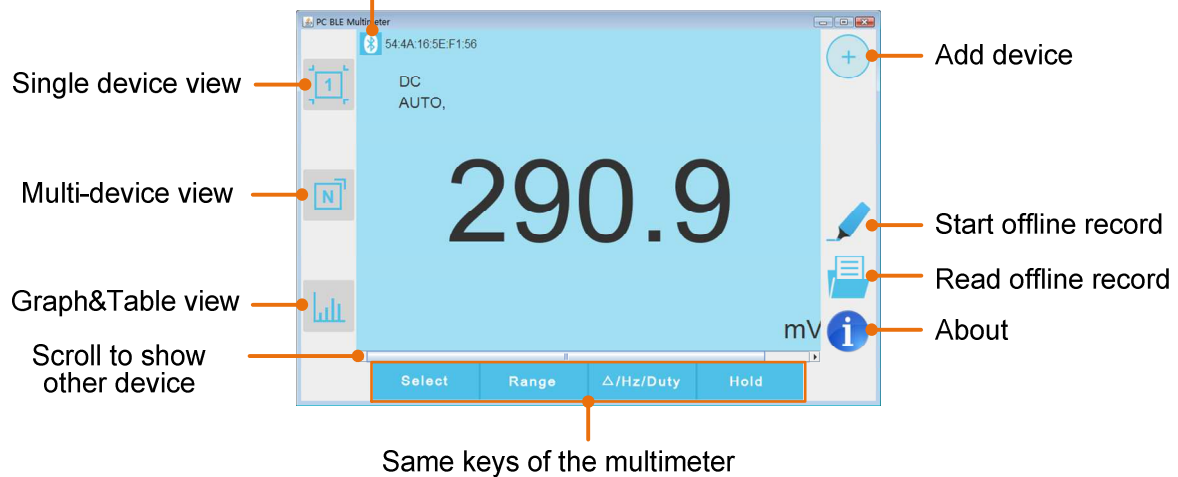 PC BLE Multimeter
54:4A:16:5E:F1:56
Add device
Single device view
1
+
DC
AUTO,
290.9
Multi-device view
N
Start offline record
Read offline record
Graph&Table view
mV
i
About
Scroll to show
other device
Select Range △/Hz/Duty Hold
Same keys of the multimeter